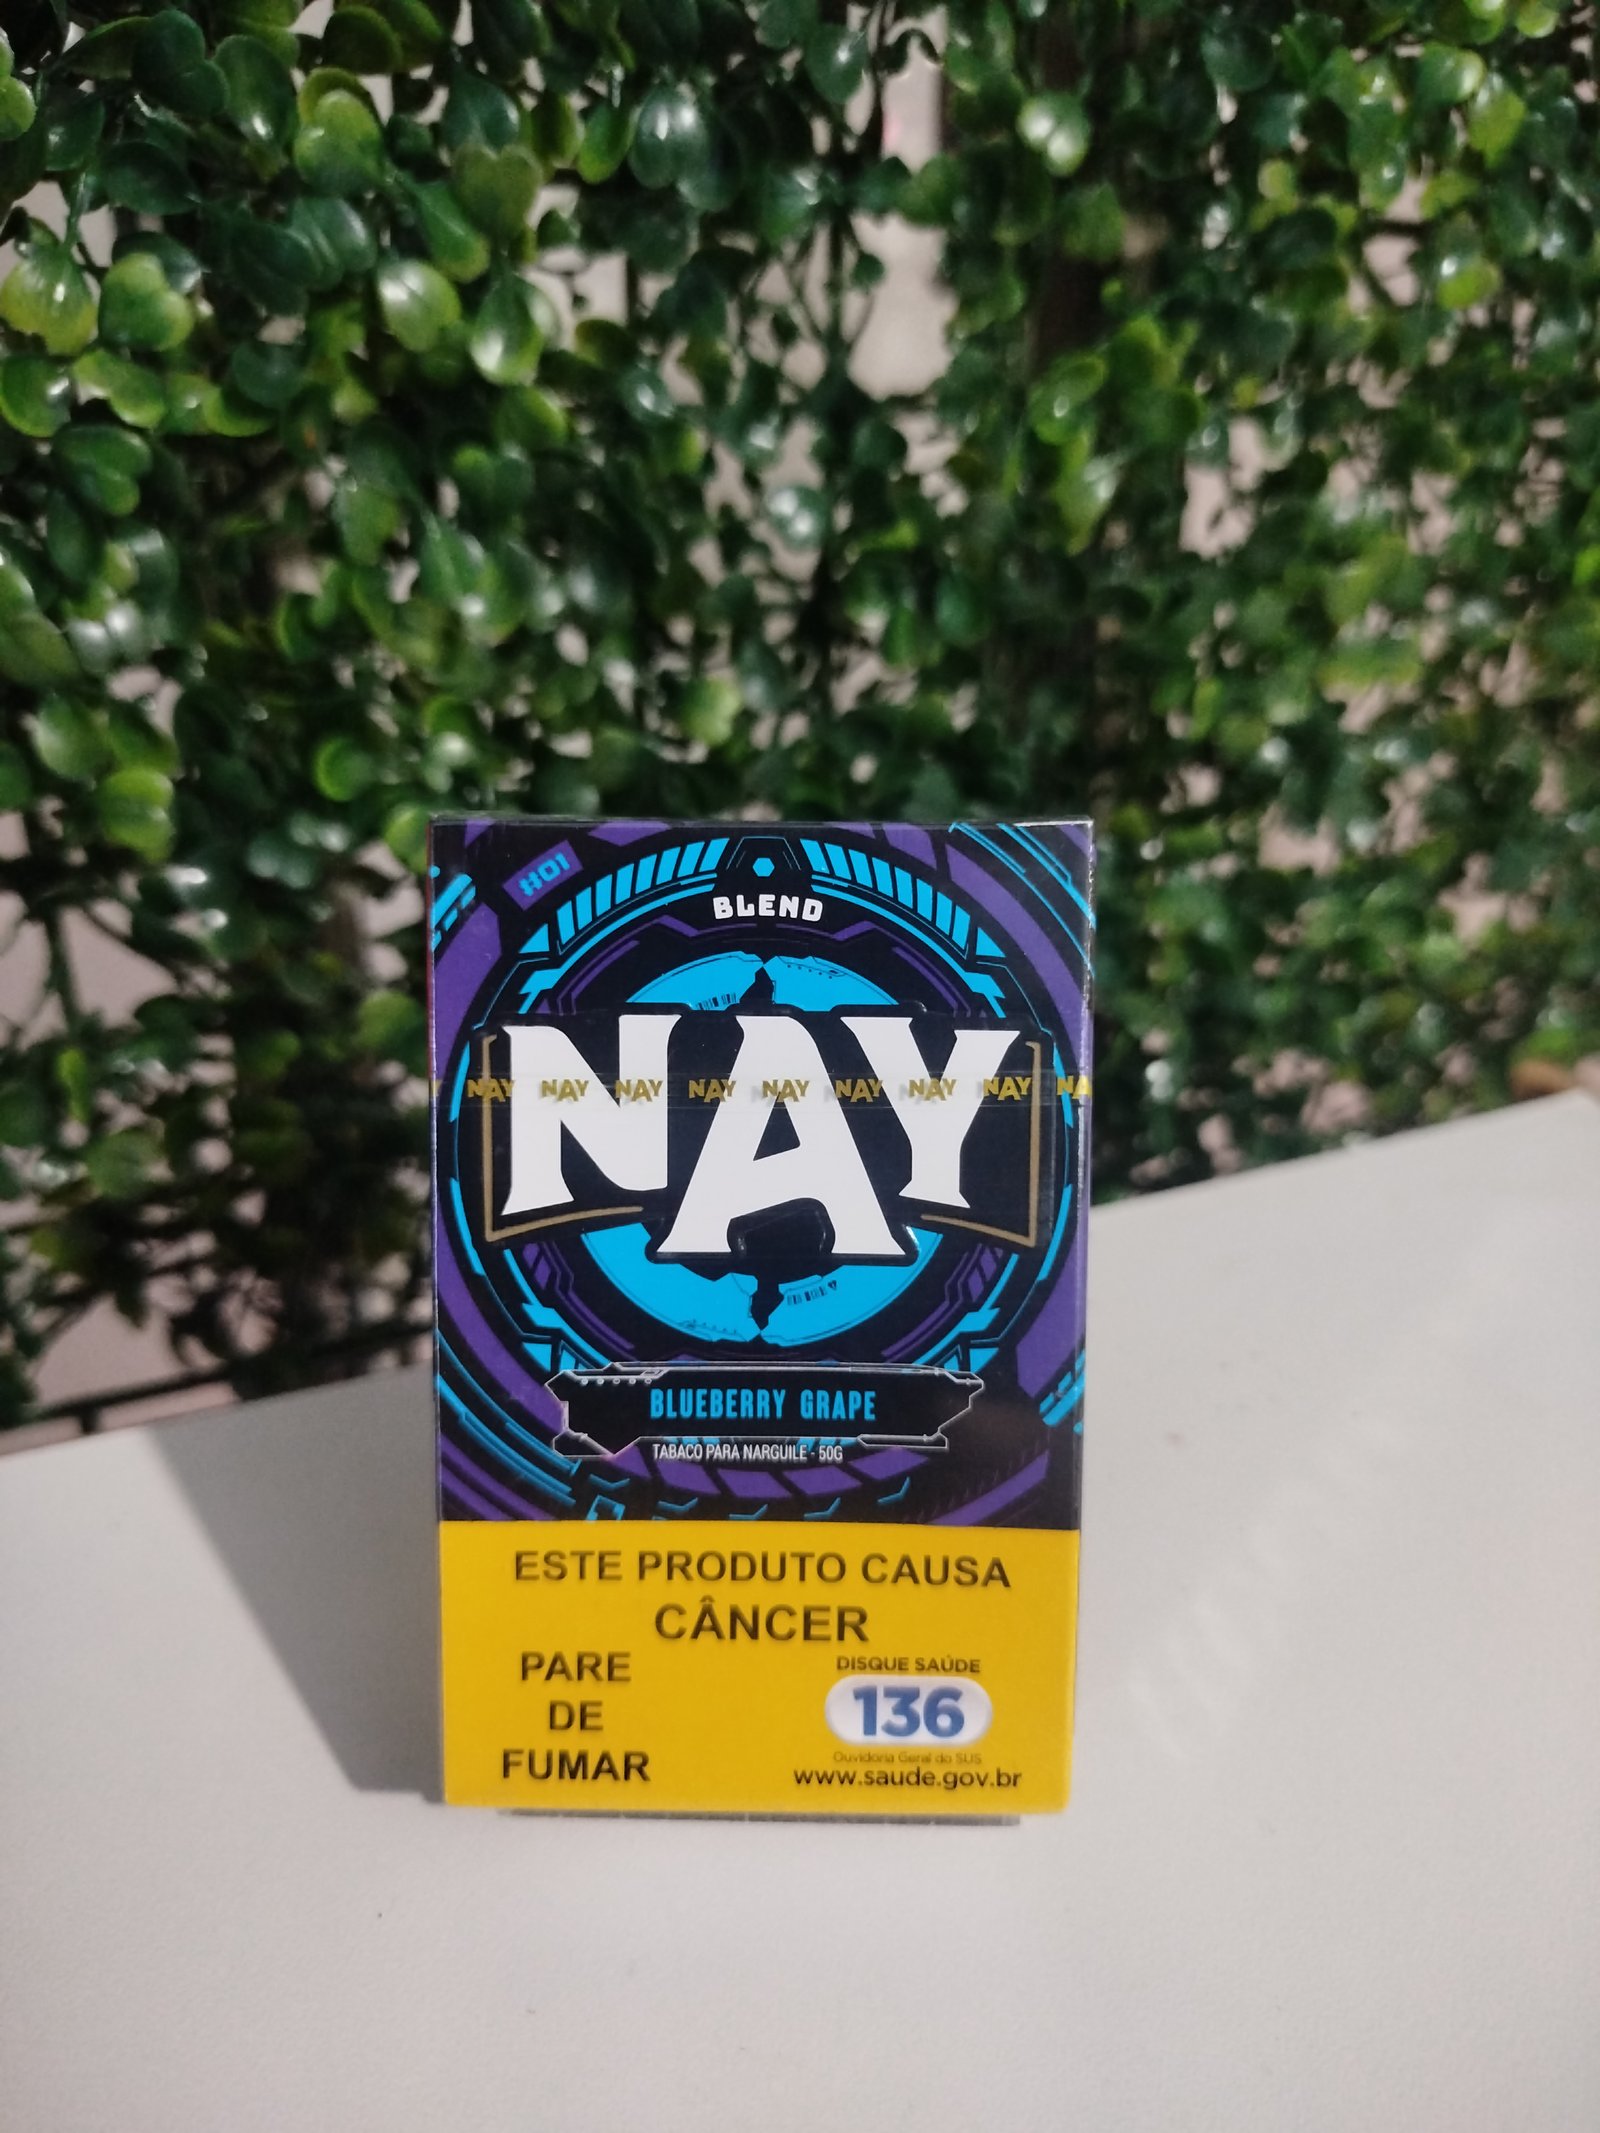 #01
BLEND
NAY
NAY NAY NAY NAY NAY NAY NAY NAY NA
BLUEBERRY GRAPE
TABACO PARA NARGUILE - 50G
ESTE PRODUTO CAUSA
CÂNCER
PARE
DE
FUMAR
DISQUE SAÚDE
136
Ouvidoria Geral do SUS
www.saude.gov.br